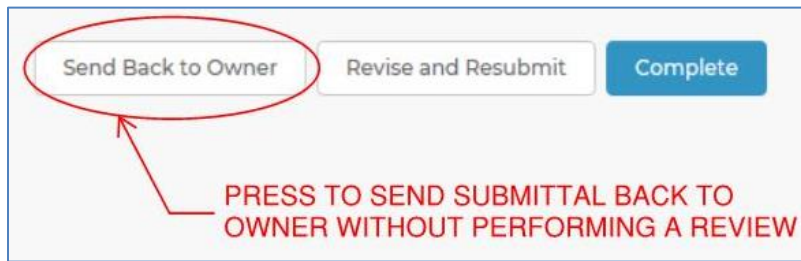 Send Back to Owner Revise and Resubmit Complete
PRESS TO SEND SUBMITTAL BACK TO
OWNER WITHOUT PERFORMING A REVIEW